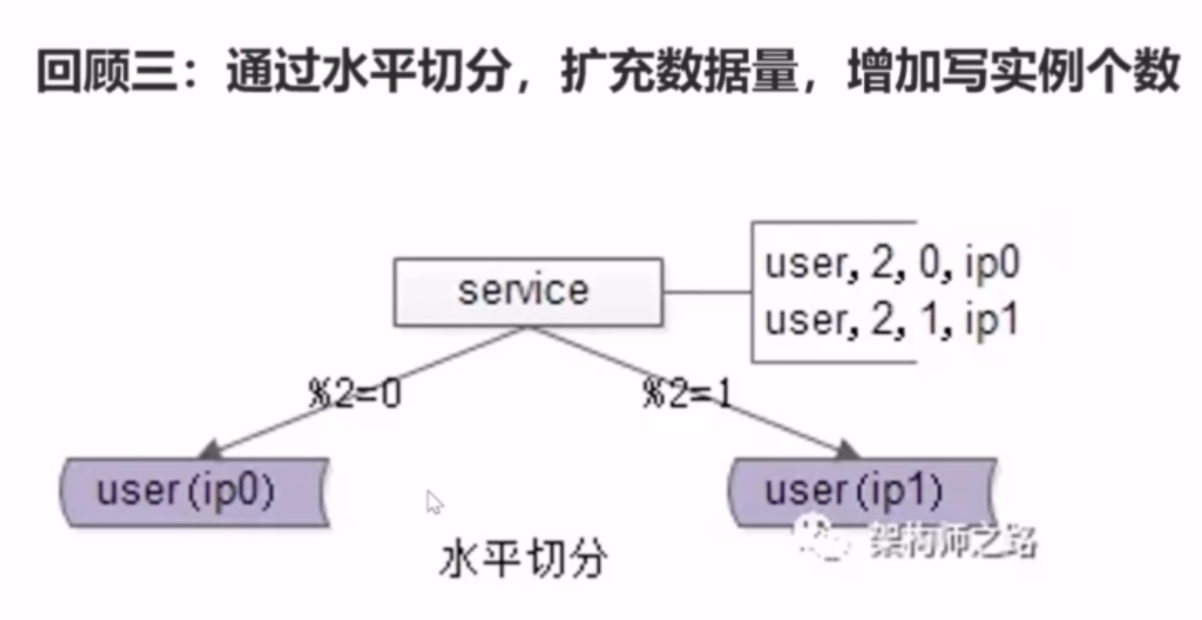 回顾三：通过水平切分，扩充数据量，增加写实例个数
service
user, 2, 0, ip0
user, 2, 1, ip1
%2=0
%2=1
user(ip0)
user(ip1)
水平切分
架构师之路